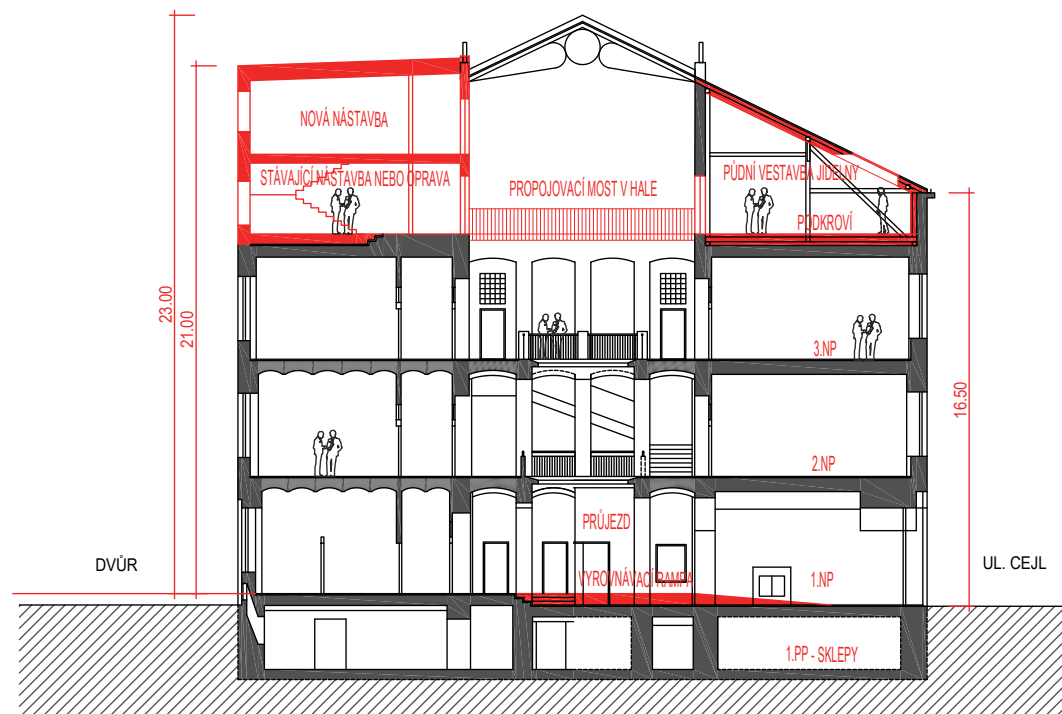 NOVÁ NÁSTAVBA
STÁVAJÍCÍ NÁSTAVBA NEBO OPRAVA
PROPOJOVACÍ MOST V HALE
PŮDNÍ VESTAVBA JÍDELNY
PODKROVÍ
23.00
21.00
3.NP
16.50
2.NP
PRŮJEZD
DVŮR
VYROVNÁVACÍ RAMPA
1.NP
UL. CEJL
1.PP - SKLEPY